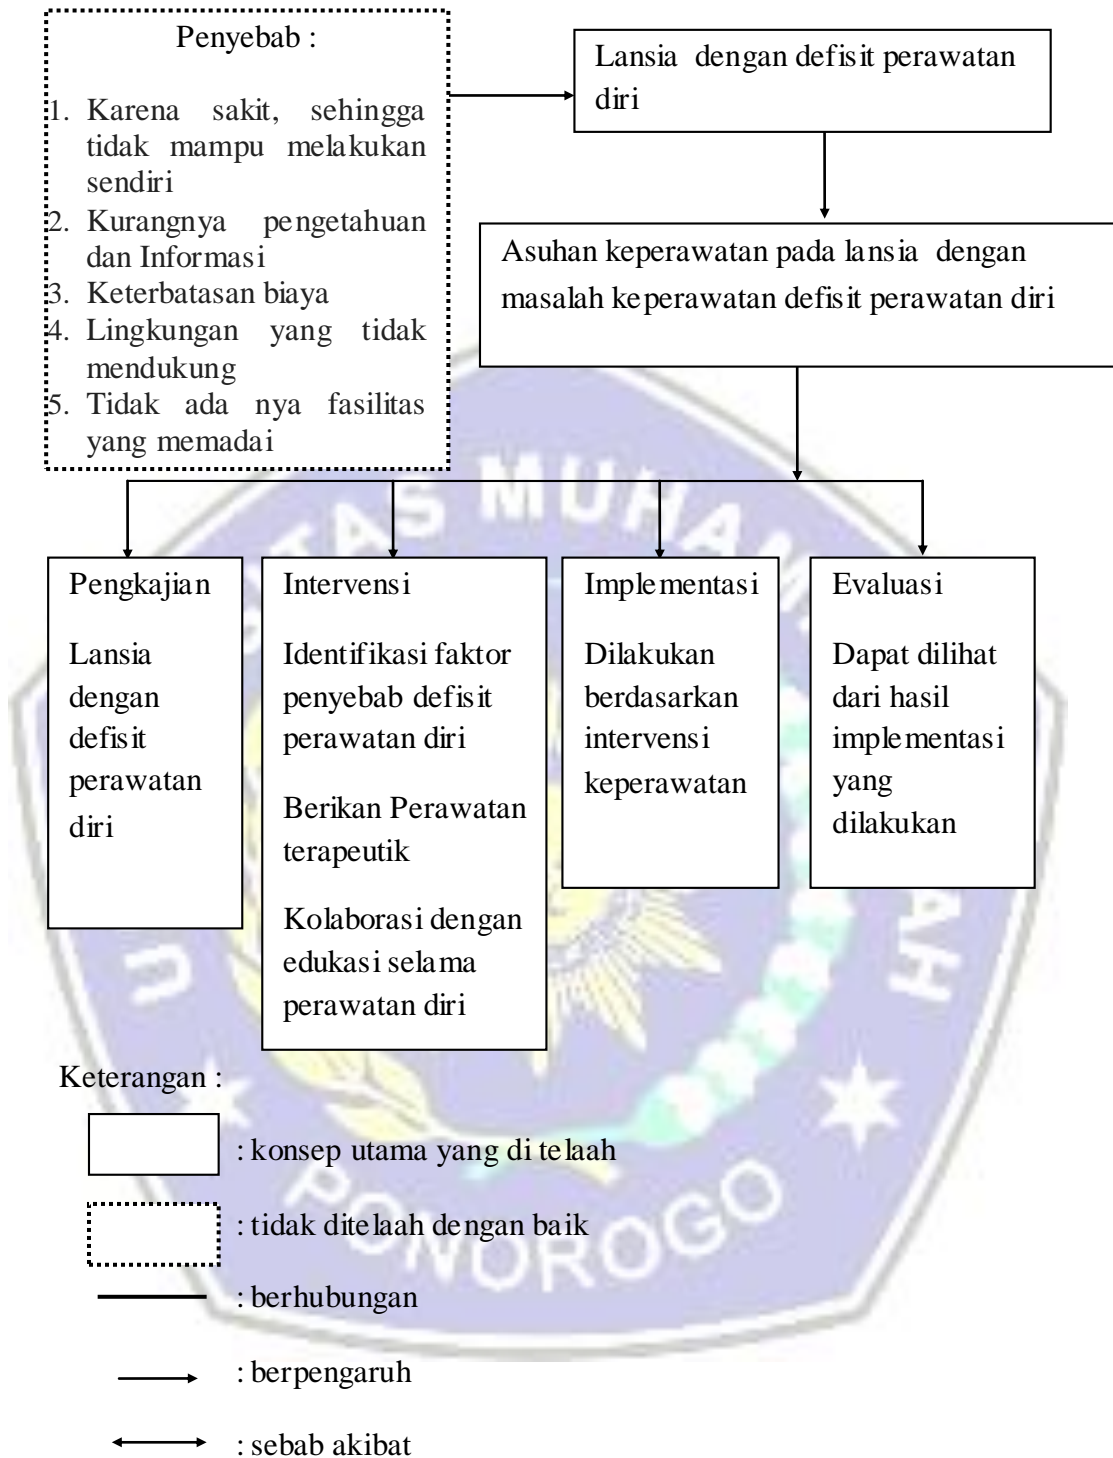 Penyebab :
1. Karena sakit, sehingga
tidak mampu melakukan
sendiri
2. Kurangnya pengetahuan
dan Informasi
3. Keterbatasan biaya
4. Lingkungan yang tidak
mendukung
5. Tidak ada nya fasilitas
yang memadai
Lansia dengan defisit perawatan
diri
Asuhan keperawatan pada lansia dengan
masalah keperawatan defisit perawatan diri
Pengkajian
Lansia
dengan
defisit
perawatan
diri
Intervensi
Identifikasi faktor
penyebab defisit
perawatan diri
Berikan Perawatan
terapeutik
Kolaborasi dengan
edukasi selama
perawatan diri
Implementasi
Dilakukan
berdasarkan
intervensi
keperawatan
Evaluasi
Dapat dilihat
dari hasil
implementasi
yang
dilakukan
Keterangan :
: konsep utama yang di telaah
: tidak ditelaah dengan baik
: berhubungan
: berpengaruh
: sebab akibat
PONOROGO